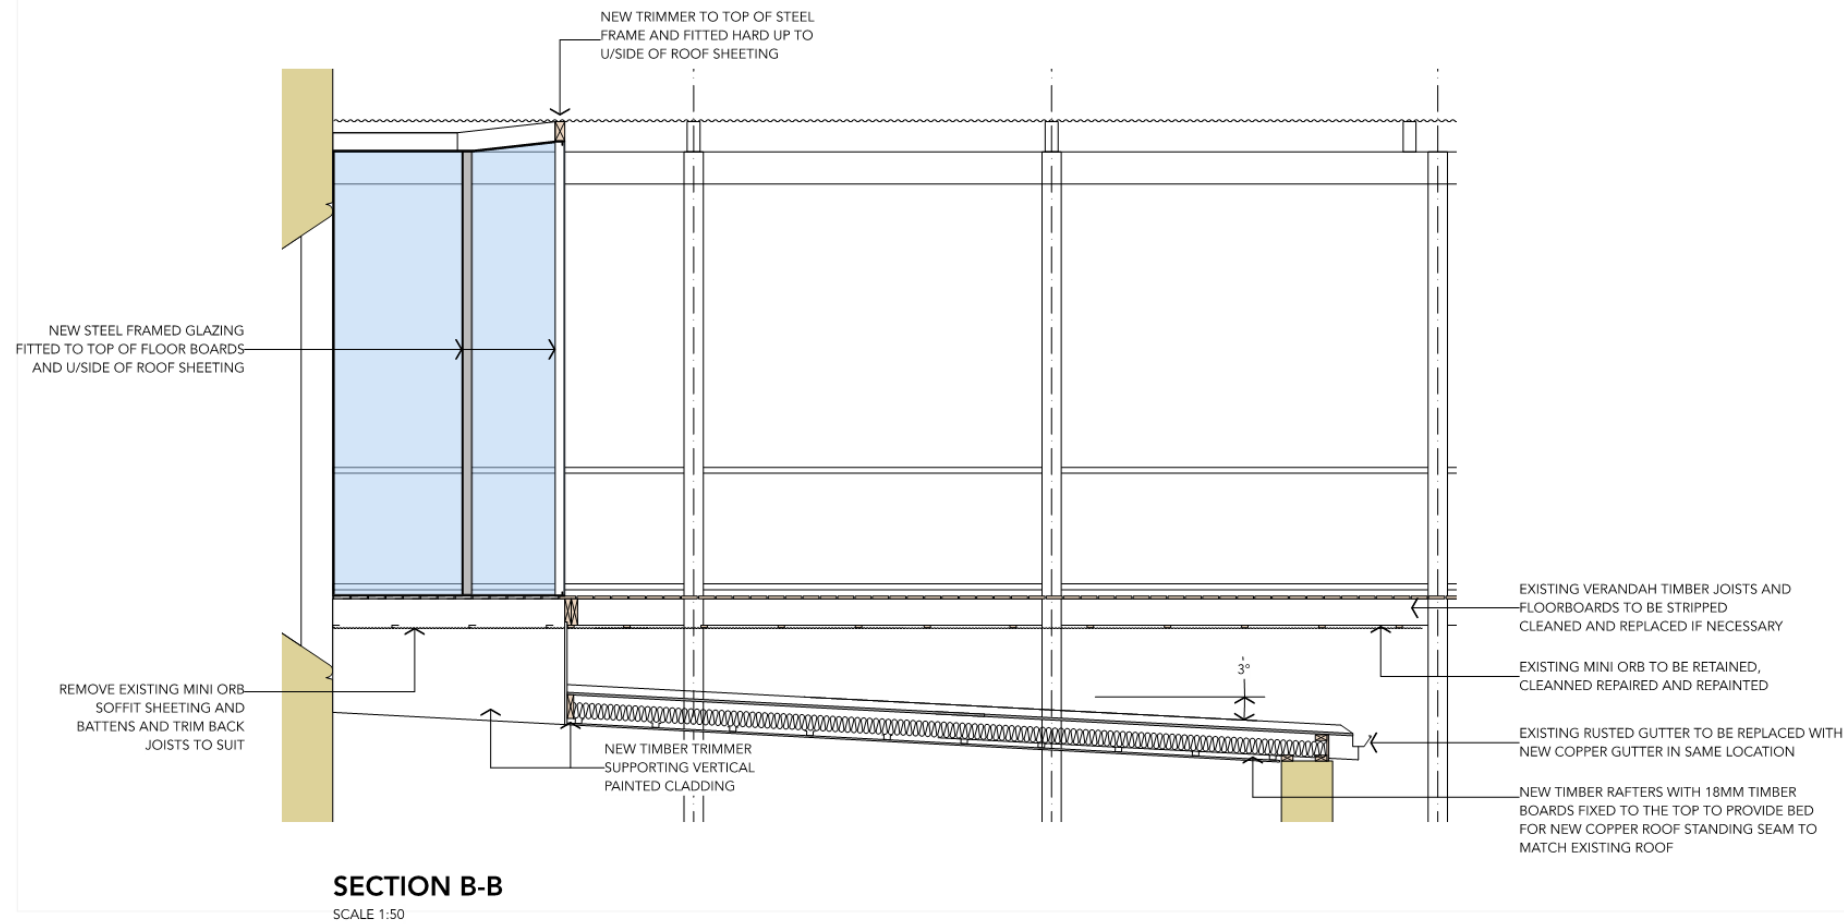 NEW TRIMMER TO TOP OF STEEL
FRAME AND FITTED HARD UP TO
U/SIDE OF ROOF SHEETING
NEW STEEL FRAMED GLAZING
FITTED TO TOP OF FLOOR BOARDS
AND U/SIDE OF ROOF SHEETING
EXISTING VERANDAH TIMBER JOISTS AND
FLOORBOARDS TO BE STRIPPED
CLEANED AND REPLACED IF NECESSARY
3°
EXISTING MINI ORB TO BE RETAINED,
CLEANNED REPAIRED AND REPAINTED
REMOVE EXISTING MINI ORB
SOFFIT SHEETING AND
BATTENS AND TRIM BACK
JOISTS TO SUIT
EXISTING RUSTED GUTTER TO BE REPLACED WITH
NEW COPPER GUTTER IN SAME LOCATION
NEW TIMBER TRIMMER
SUPPORTING VERTICAL
PAINTED CLADDING
NEW TIMBER RAFTERS WITH 18MM TIMBER
BOARDS FIXED TO THE TOP TO PROVIDE BED
FOR NEW COPPER ROOF STANDING SEAM TO
MATCH EXISTING ROOF
SECTION B-B
SCALE 1:50